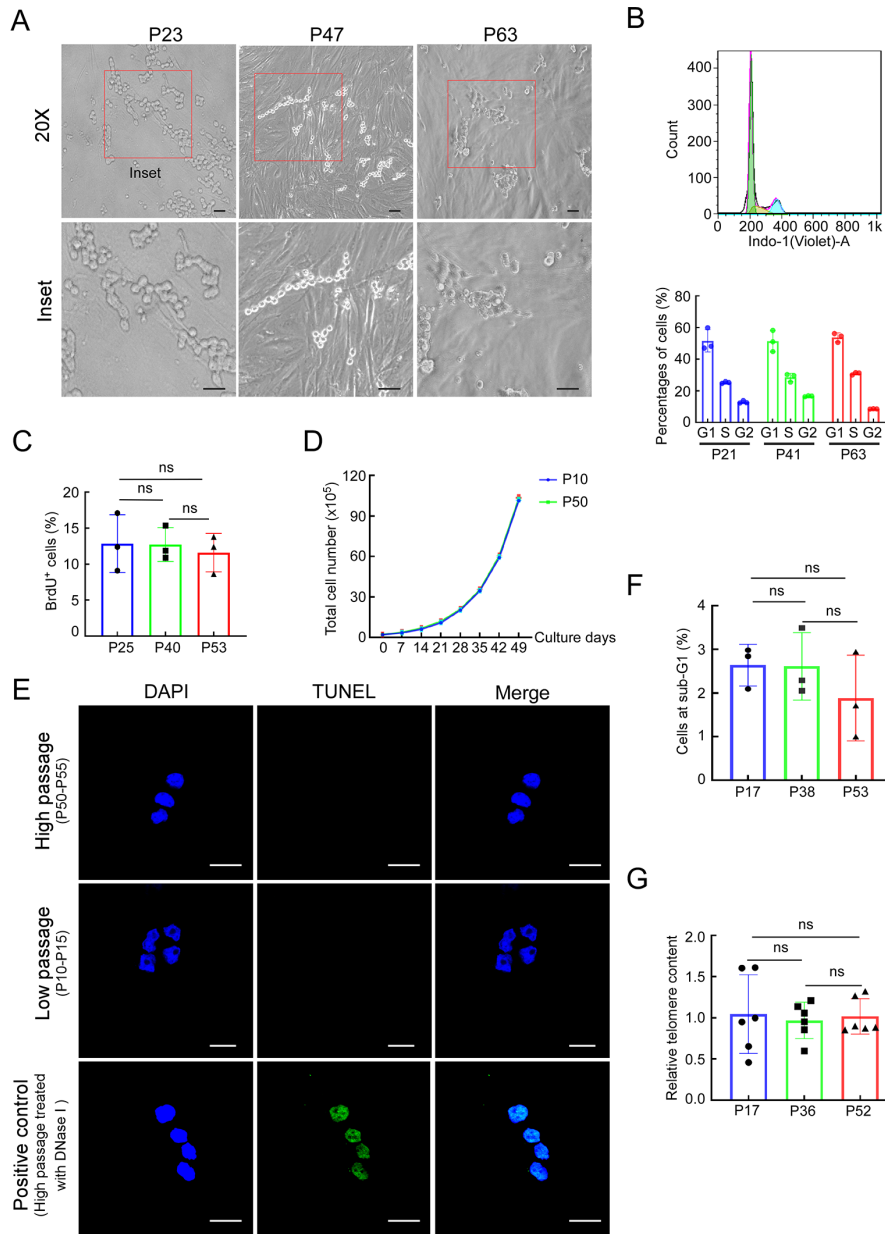 A
P23
P47
P63
20X
Inset
Inset
B
Count
400
300
200
100
0
0
200
400
600
800
1k
Indo-1(Violet)-A
Percentages of cells (%)
80
60
40
20
0
G1 S G2
G1 S G2
G1 S G2
P21
P41
P63
C
BrdU⁺ cells (%)
20
15
10
5
0
ns
ns
ns
P25
P40
P53
D
Total cell number (x10⁵)
120
90
60
30
0
0 7 14 21 28 35 42 49
Culture days
P10
P50
E
DAPI
TUNEL
Merge
High passage
(P50-P55)
Low passage
(P10-P15)
Positive control
(High passage treated
with DNase I )
F
Cells at sub-G1 (%)
4
3
2
1
0
ns
ns
ns
P17
P38
P53
G
Relative telomere content
2.0
1.5
1.0
0.5
0.0
ns
ns
ns
P17
P36
P52